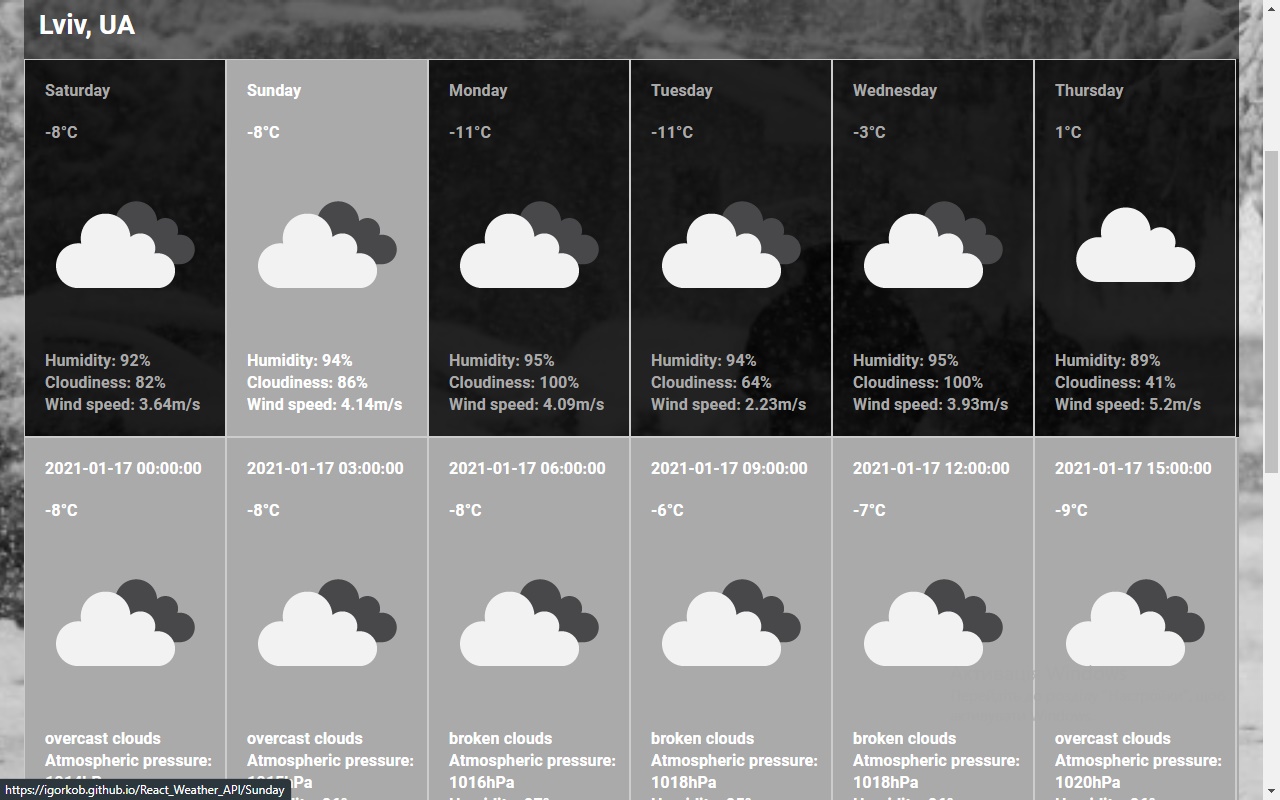 Lviv, UA
Saturday
-8°C
Humidity: 92%
Cloudiness: 82%
Wind speed: 3.64m/s
Sunday
-8°C
Humidity: 94%
Cloudiness: 86%
Wind speed: 4.14m/s
Monday
-11°C
Humidity: 95%
Cloudiness: 100%
Wind speed: 4.09m/s
Tuesday
-11°C
Humidity: 94%
Cloudiness: 64%
Wind speed: 2.23m/s
Wednesday
-3°C
Humidity: 95%
Cloudiness: 100%
Wind speed: 3.93m/s
Thursday
1°C
Humidity: 89%
Cloudiness: 41%
Wind speed: 5.2m/s
2021-01-17 00:00:00
-8°C
overcast clouds
Atmospheric pressure:
2021-01-17 03:00:00
-8°C
overcast clouds
Atmospheric pressure:
2021-01-17 06:00:00
-8°C
broken clouds
Atmospheric pressure:
1016hPa
2021-01-17 09:00:00
-6°C
broken clouds
Atmospheric pressure:
1018hPa
2021-01-17 12:00:00
-7°C
broken clouds
Atmospheric pressure:
1018hPa
2021-01-17 15:00:00
-9°C
overcast clouds
Atmospheric pressure:
1020hPa
https://igorkob.github.io/React_Weather_API/Sunday